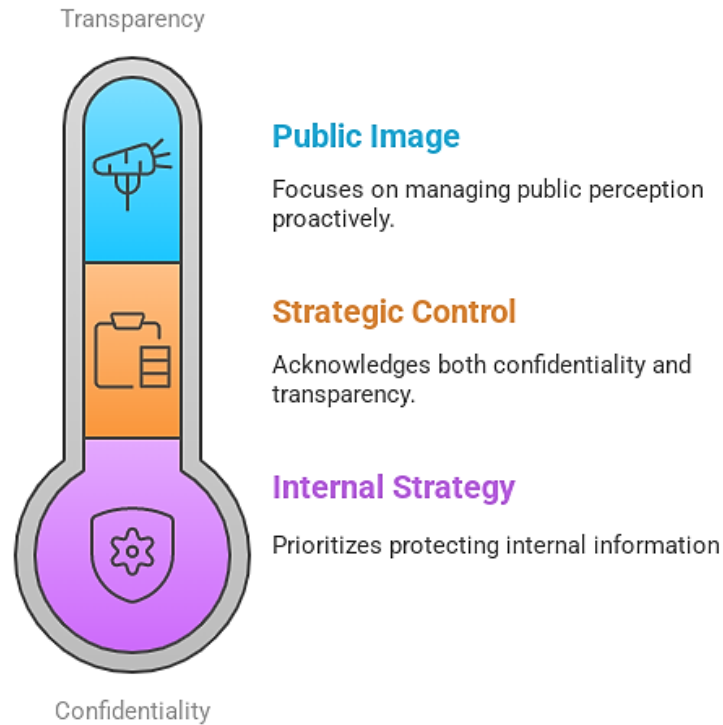 Transparency
Public Image
Focuses on managing public perception
proactively.
Strategic Control
Acknowledges both confidentiality and
transparency.
Internal Strategy
Prioritizes protecting internal information
Confidentiality